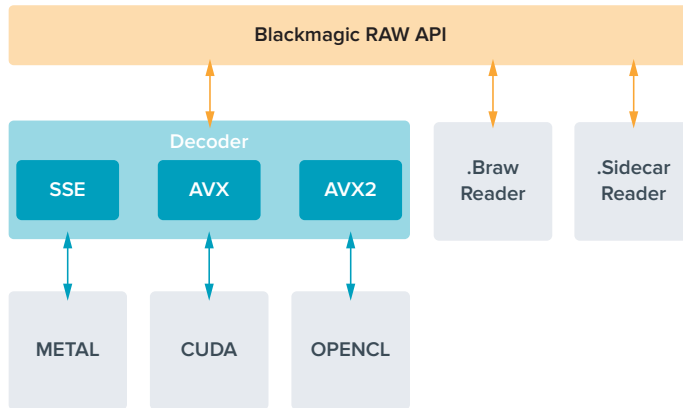 Blackmagic RAW API
Decoder
SSE
AVX
AVX2
.Braw
Reader
.Sidecar
Reader
METAL
CUDA
OPENCL